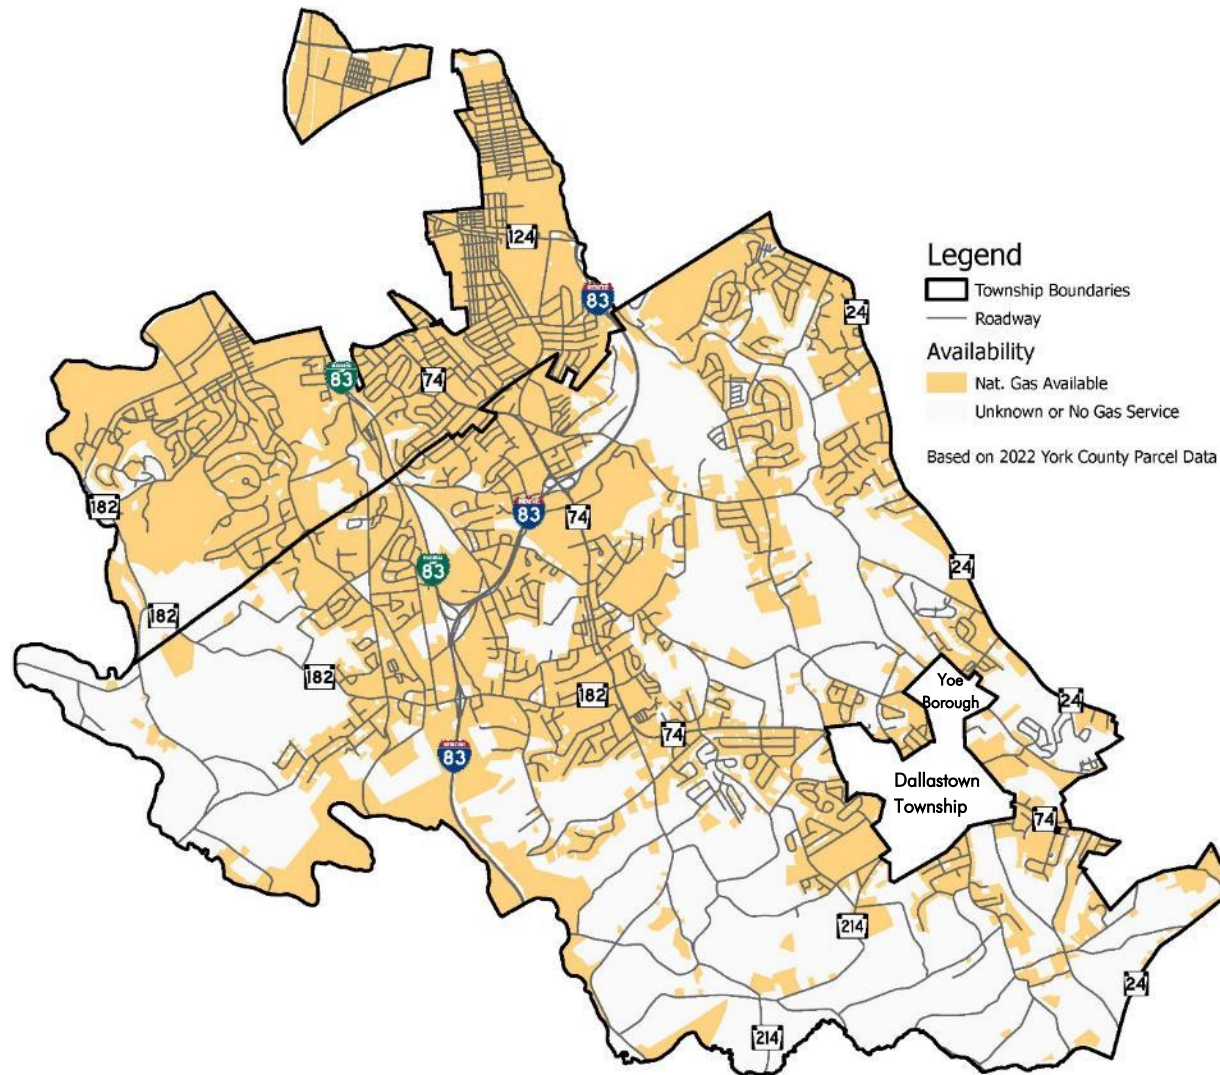 124
83
Legend
Township Boundaries
24
Roadway
Availability
83
74
Nat. Gas Available
Unknown or No Gas Service
Based on 2022 York County Parcel Data
182
83
74
83
24
182
182
182
Yoe
Borough
24
74
83
Dallastown
Township
74
214
24
214